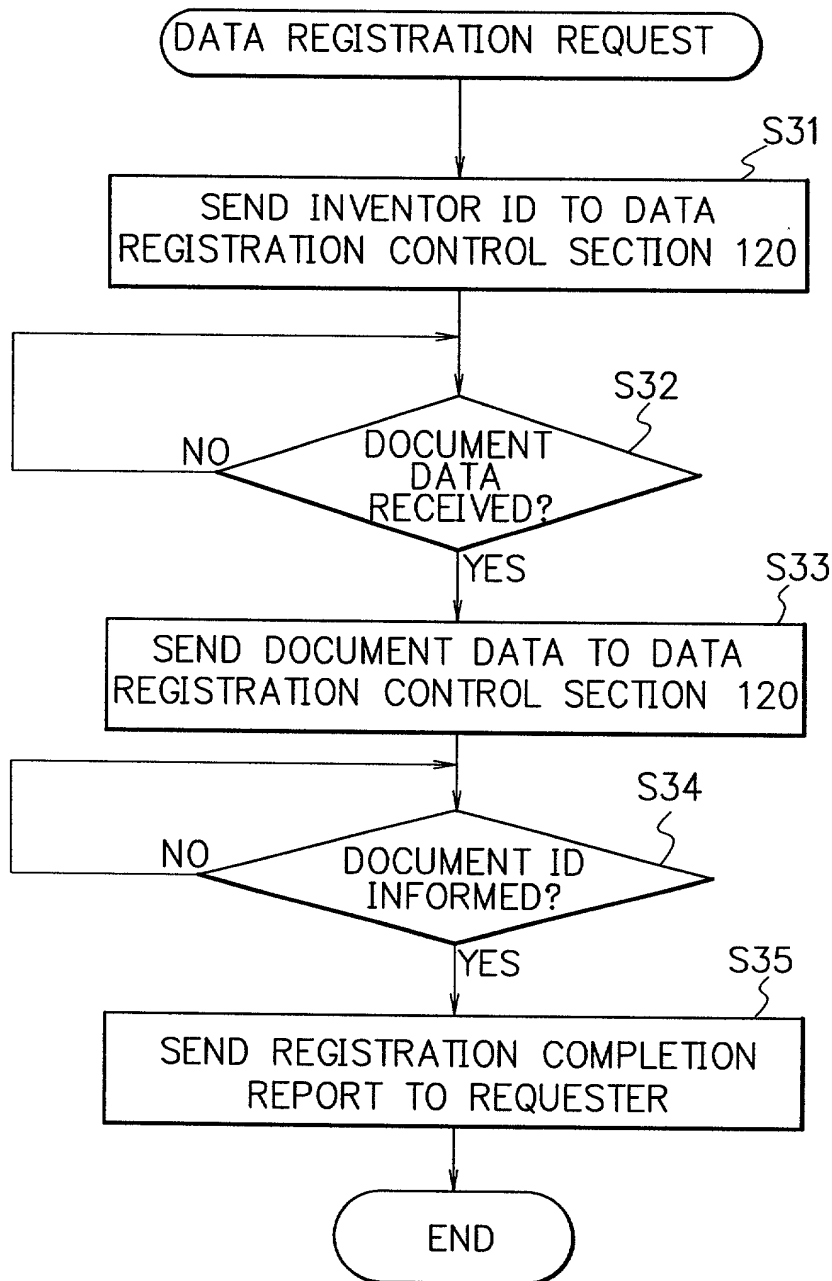 DATA REGISTRATION REQUEST
S31
SEND INVENTOR ID TO DATA
REGISTRATION CONTROL SECTION 120
S32
NO
DOCUMENT
DATA
RECEIVED?
YES
S33
SEND DOCUMENT DATA TO DATA
REGISTRATION CONTROL SECTION 120
S34
NO
DOCUMENT ID
INFORMED?
YES
S35
SEND REGISTRATION COMPLETION
REPORT TO REQUESTER
END